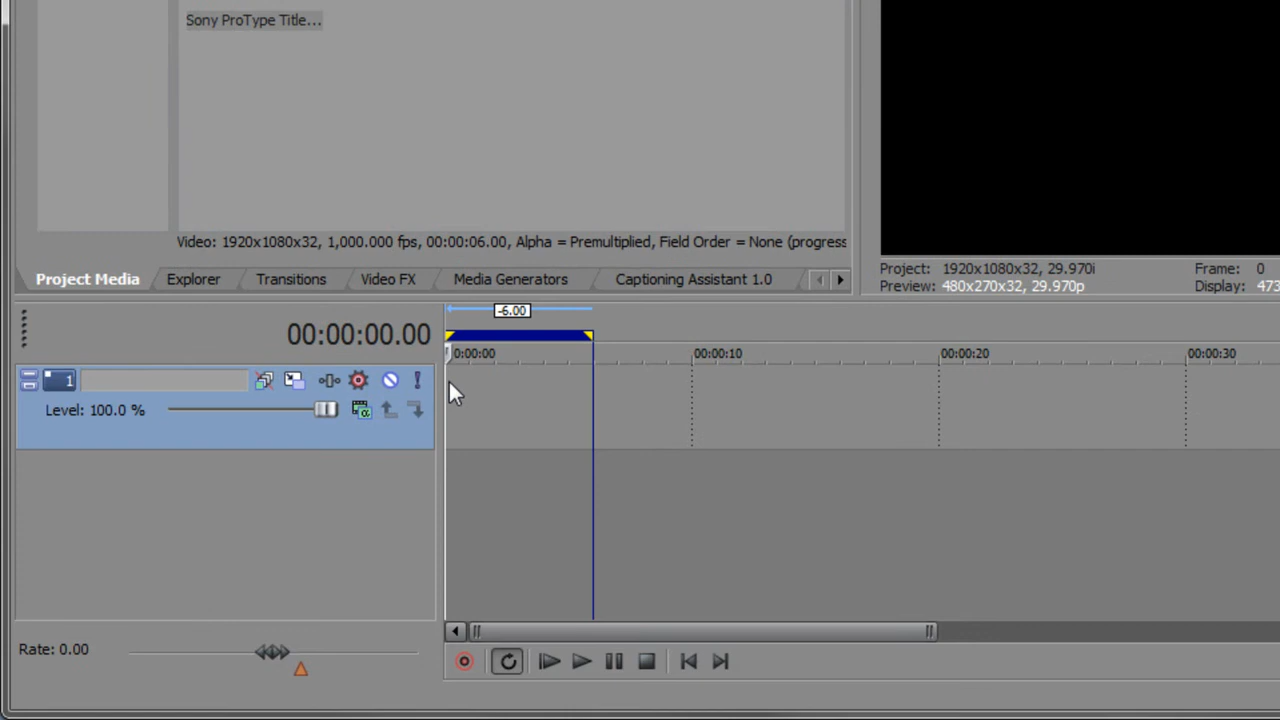 Sony ProType Title...
Video: 1920x1080x32, 1,000.000 fps, 00:00:06.00, Alpha = Premultiplied, Field Order = None (progress
Project Media Explorer Transitions Video FX Media Generators Captioning Assistant 1.0
Project: 1920x1080x32, 29.970i Frame: 0
Preview: 480x270x32, 29.970p Display: 473
-6.00
00:00:00.00
0:00:00 00:00:10 00:00:20 00:00:30
1
Level: 100.0 %
Rate: 0.00